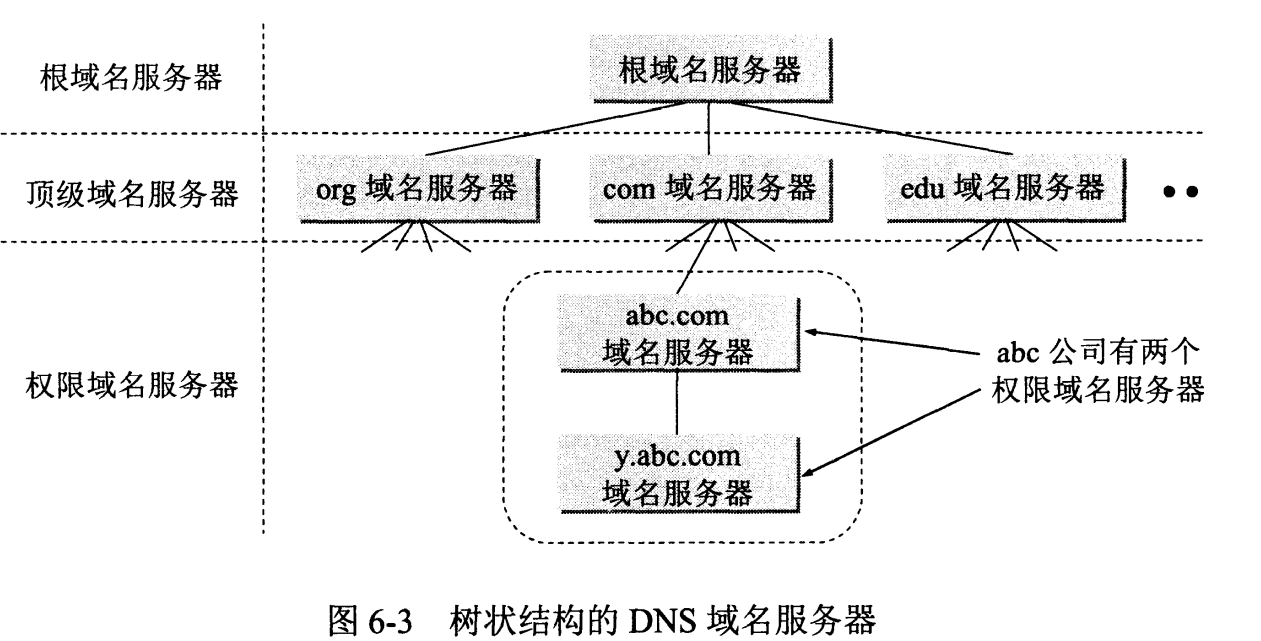 根域名服务器
根域名服务器
顶级域名服务器
org 域名服务器
com 域名服务器
edu 域名服务器
权限域名服务器
abc.com
域名服务器
abc 公司有两个
权限域名服务器
y.abc.com
域名服务器
图 6-3 树状结构的 DNS 域名服务器